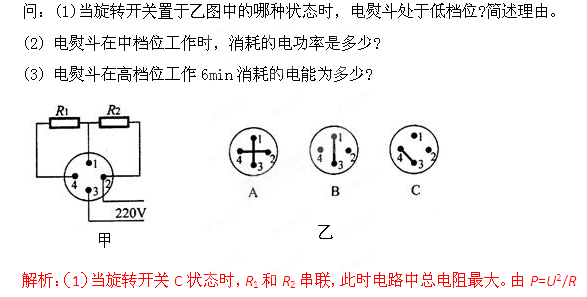 问：(1)当旋转开关置于乙图中的哪种状态时，电熨斗处于低档位?简述理由。
(2) 电熨斗在中档位工作时，消耗的电功率是多少?
(3) 电熨斗在高档位工作 6min 消耗的电能为多少?
R1 R2
1
4 2
3
220V
甲
1
4 2
3
A
1
4 2
3
B
1
4 2
3
C
乙
解析:(1)当旋转开关 C 状态时,R1 和 R2 串联,此时电路中总电阻最大。由 P=U²/R